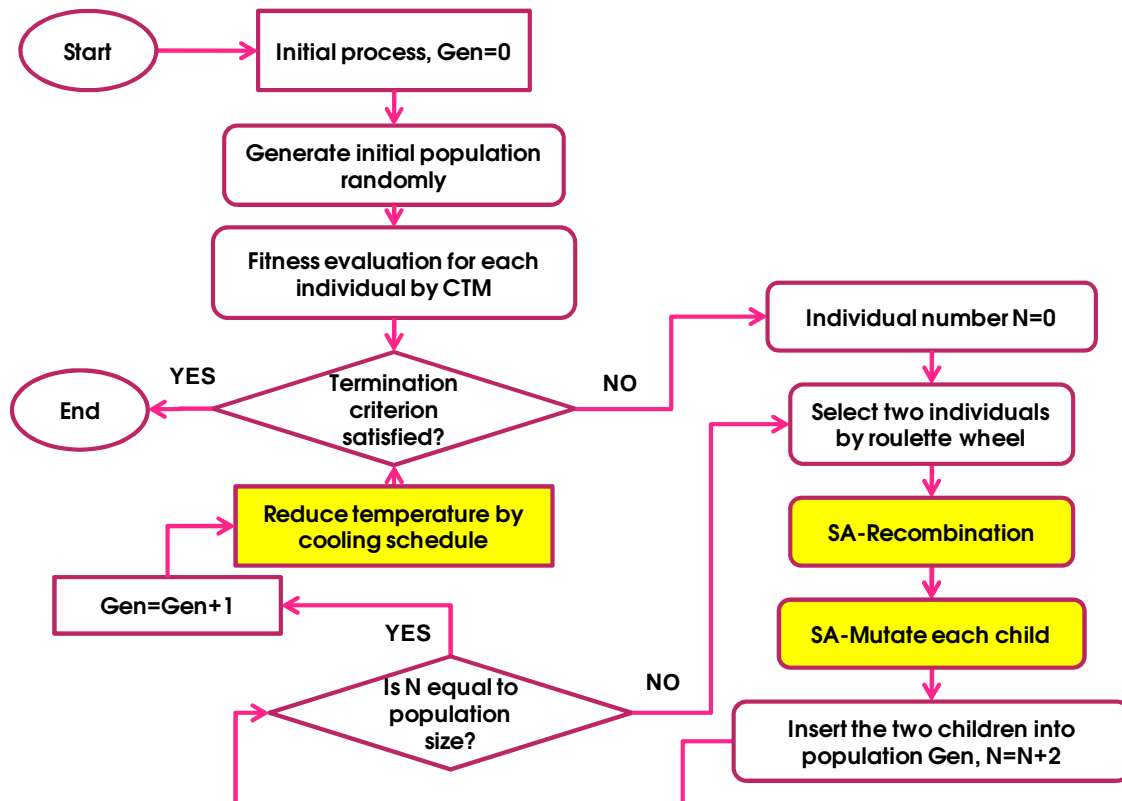 Start
Initial process, Gen=0
Generate initial population
randomly
Fitness evaluation for each
individual by CTM
Individual number N=0
YES
Termination
criterion
satisfied?
NO
End
Select two individuals
by roulette wheel
Reduce temperature by
cooling schedule
SA-Recombination
Gen=Gen+1
YES
SA-Mutate each child
Is N equal to
population
size?
NO
Insert the two children into
population Gen, N=N+2